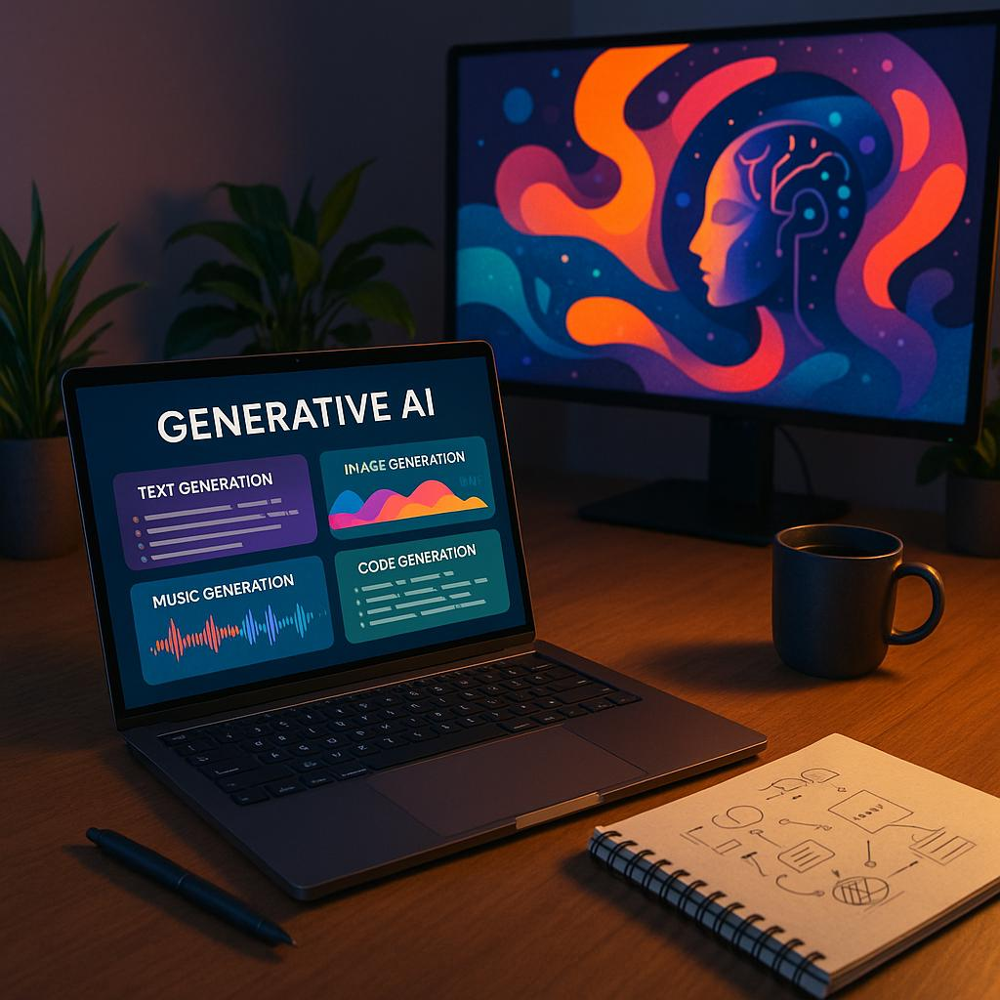 GENERATIVE AI
TEXT GENERATION
IMAGE GENERATION
MUSIC GENERATION
CODE GENERATION